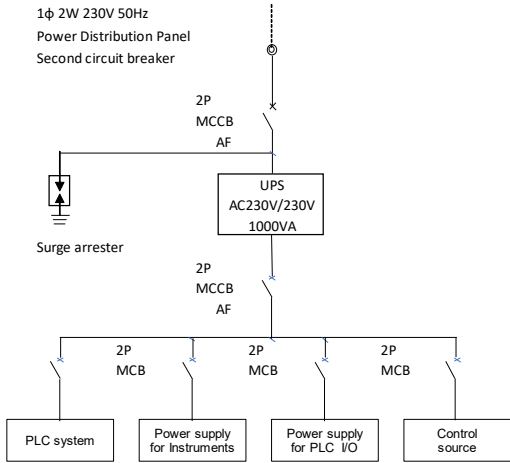 1ϕ 2W 230V 50Hz
Power Distribution Panel
Second circuit breaker
2P
MCCB
AF
UPS
AC230V/230V
1000VA
Surge arrester
2P
MCCB
AF
2P
MCB
2P
MCB
2P
MCB
PLC system
Power supply
for Instruments
Power supply
for PLC I/O
Control
source